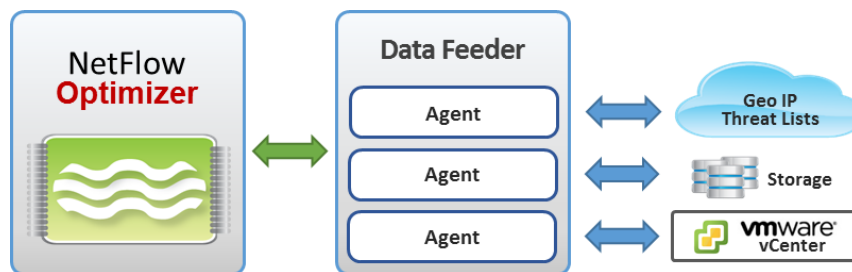 NetFlow
Optimizer
Data Feeder
Agent
Agent
Agent
Geo IP
Threat Lists
Storage
vmware®
vCenter